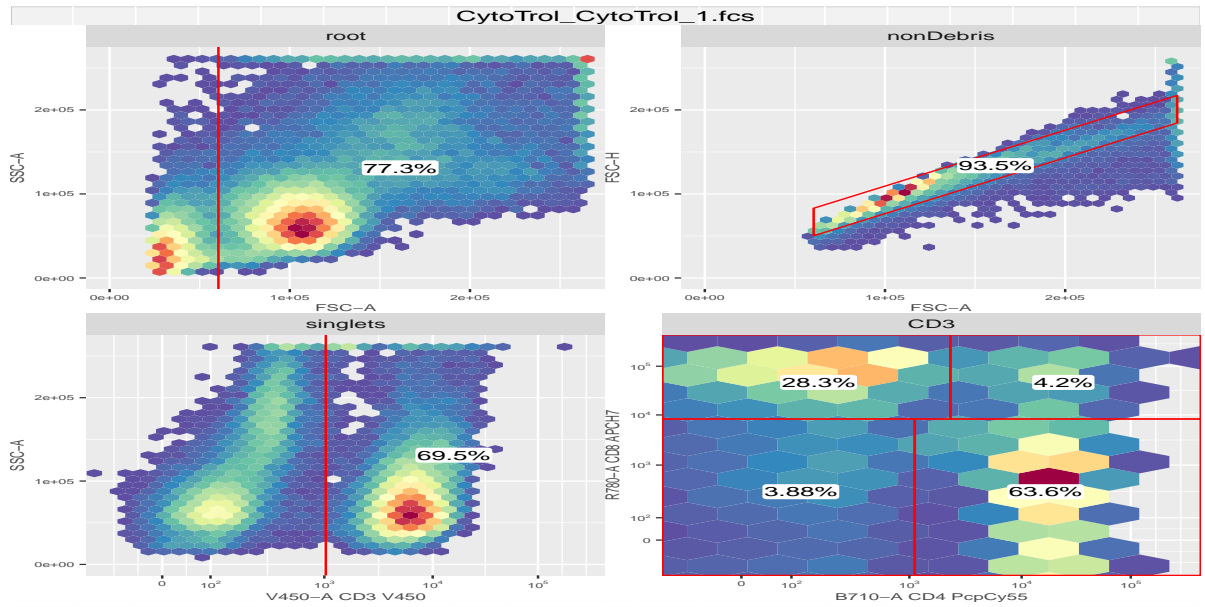 CytoTrol_CytoTrol_1.fcs
root
nonDebris
SSC-A
2e+05
1e+05
0e+00
77.3%
0e+00
1e+05
2e+05
FSC-A
FSC-H
2e+05
1e+05
0e+00
93.5%
0e+00
1e+05
2e+05
FSC-A
singlets
CD3
SSC-A
2e+05
1e+05
0e+00
69.5%
0
10²
10³
10⁴
10⁵
V450-A CD3 V450
R780-A CD8 APCH7
10⁵
10⁴
10³
10²
0
28.3%
4.2%
3.88%
63.6%
0
10²
10³
10⁴
10⁵
B710-A CD4 PcpCy55